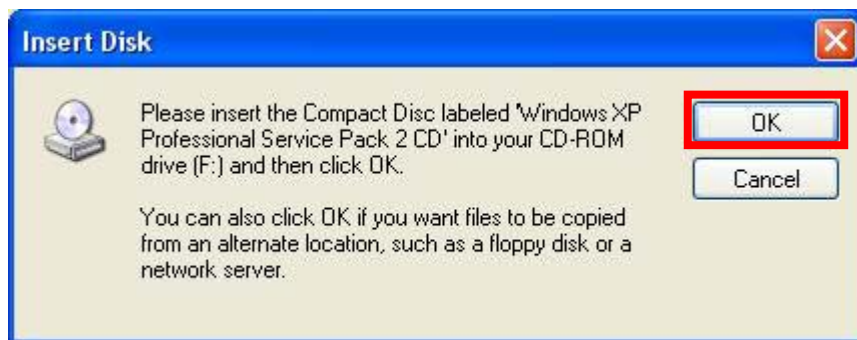 Insert Disk
Please insert the Compact Disc labeled 'Windows XP
Professional Service Pack 2 CD' into your CD-ROM
drive (F:) and then click OK.
You can also click OK if you want files to be copied
from an alternate location, such as a floppy disk or a
network server.
OK
Cancel